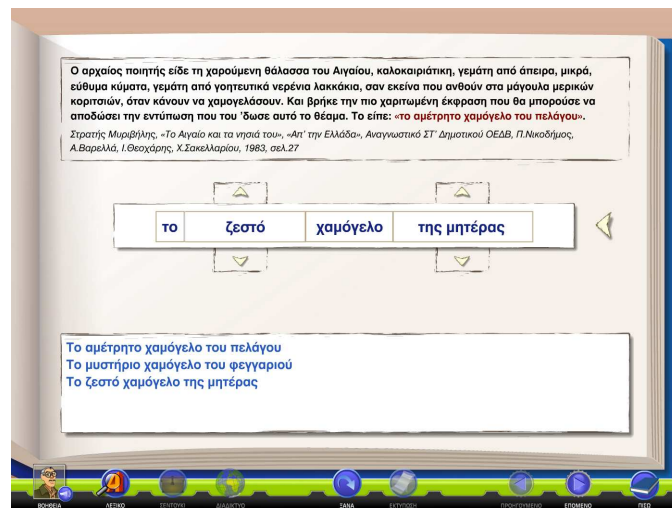 Ο αρχαίος ποιητής είδε τη χαρούμενη θάλασσα του Αιγαίου, καλοκαιριάτικη, γεμάτη από άπειρα, μικρά,
εύθυμα κύματα, γεμάτη από γοητευτικά νερένια λακκάκια, σαν εκείνα που ανθούν στα μάγουλα μερικών
κοριτσιών, όταν κάνουν να χαμογελάσουν. Και βρήκε την πιο χαριτωμένη έκφραση που θα μπορούσε να
αποδώσει την εντύπωση που του 'δωσε αυτό το θέαμα. Το είπε: «το αμέτρητο χαμόγελο του πελάγου».
Στρατής Μυριβήλης, «Το Αιγαίο και τα νησιά του», «Απ' την Ελλάδα», Αναγνωστικό ΣΤ' Δημοτικού ΟΕΔΒ, Π.Νικοδήμος,
Α.Βαρελλά, Ι.Θεοχάρης, Χ.Σακελλαρίου, 1983, σελ.27
το ζεστό χαμόγελο της μητέρας
Το αμέτρητο χαμόγελο του πελάγου
Το μυστήριο χαμόγελο του φεγγαριού
Το ζεστό χαμόγελο της μητέρας
ΒΟΗΘΕΙΑ ΛΕΞΙΚΟ ΣΕΝΤΟΥΚΙ ΔΙΑΔΙΚΤΥΟ ΞΑΝΑ ΕΚΤΥΠΩΣΗ ΠΡΟΗΓΟΥΜΕΝΟ ΕΠΟΜΕΝΟ ΠΙΣΩ